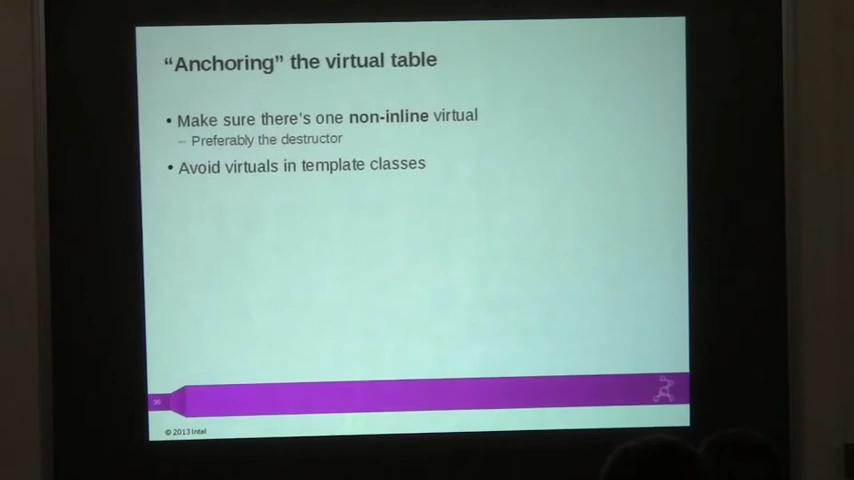 “Anchoring” the virtual table
• Make sure there's one non-inline virtual
– Preferably the destructor
• Avoid virtuals in template classes
36
© 2013 Intel